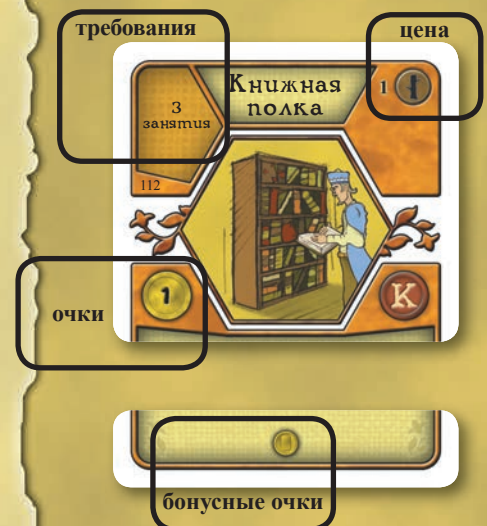 требования
цена
Книжная
полка
1
3
занятия
112
очки
1
K
бонусные очки